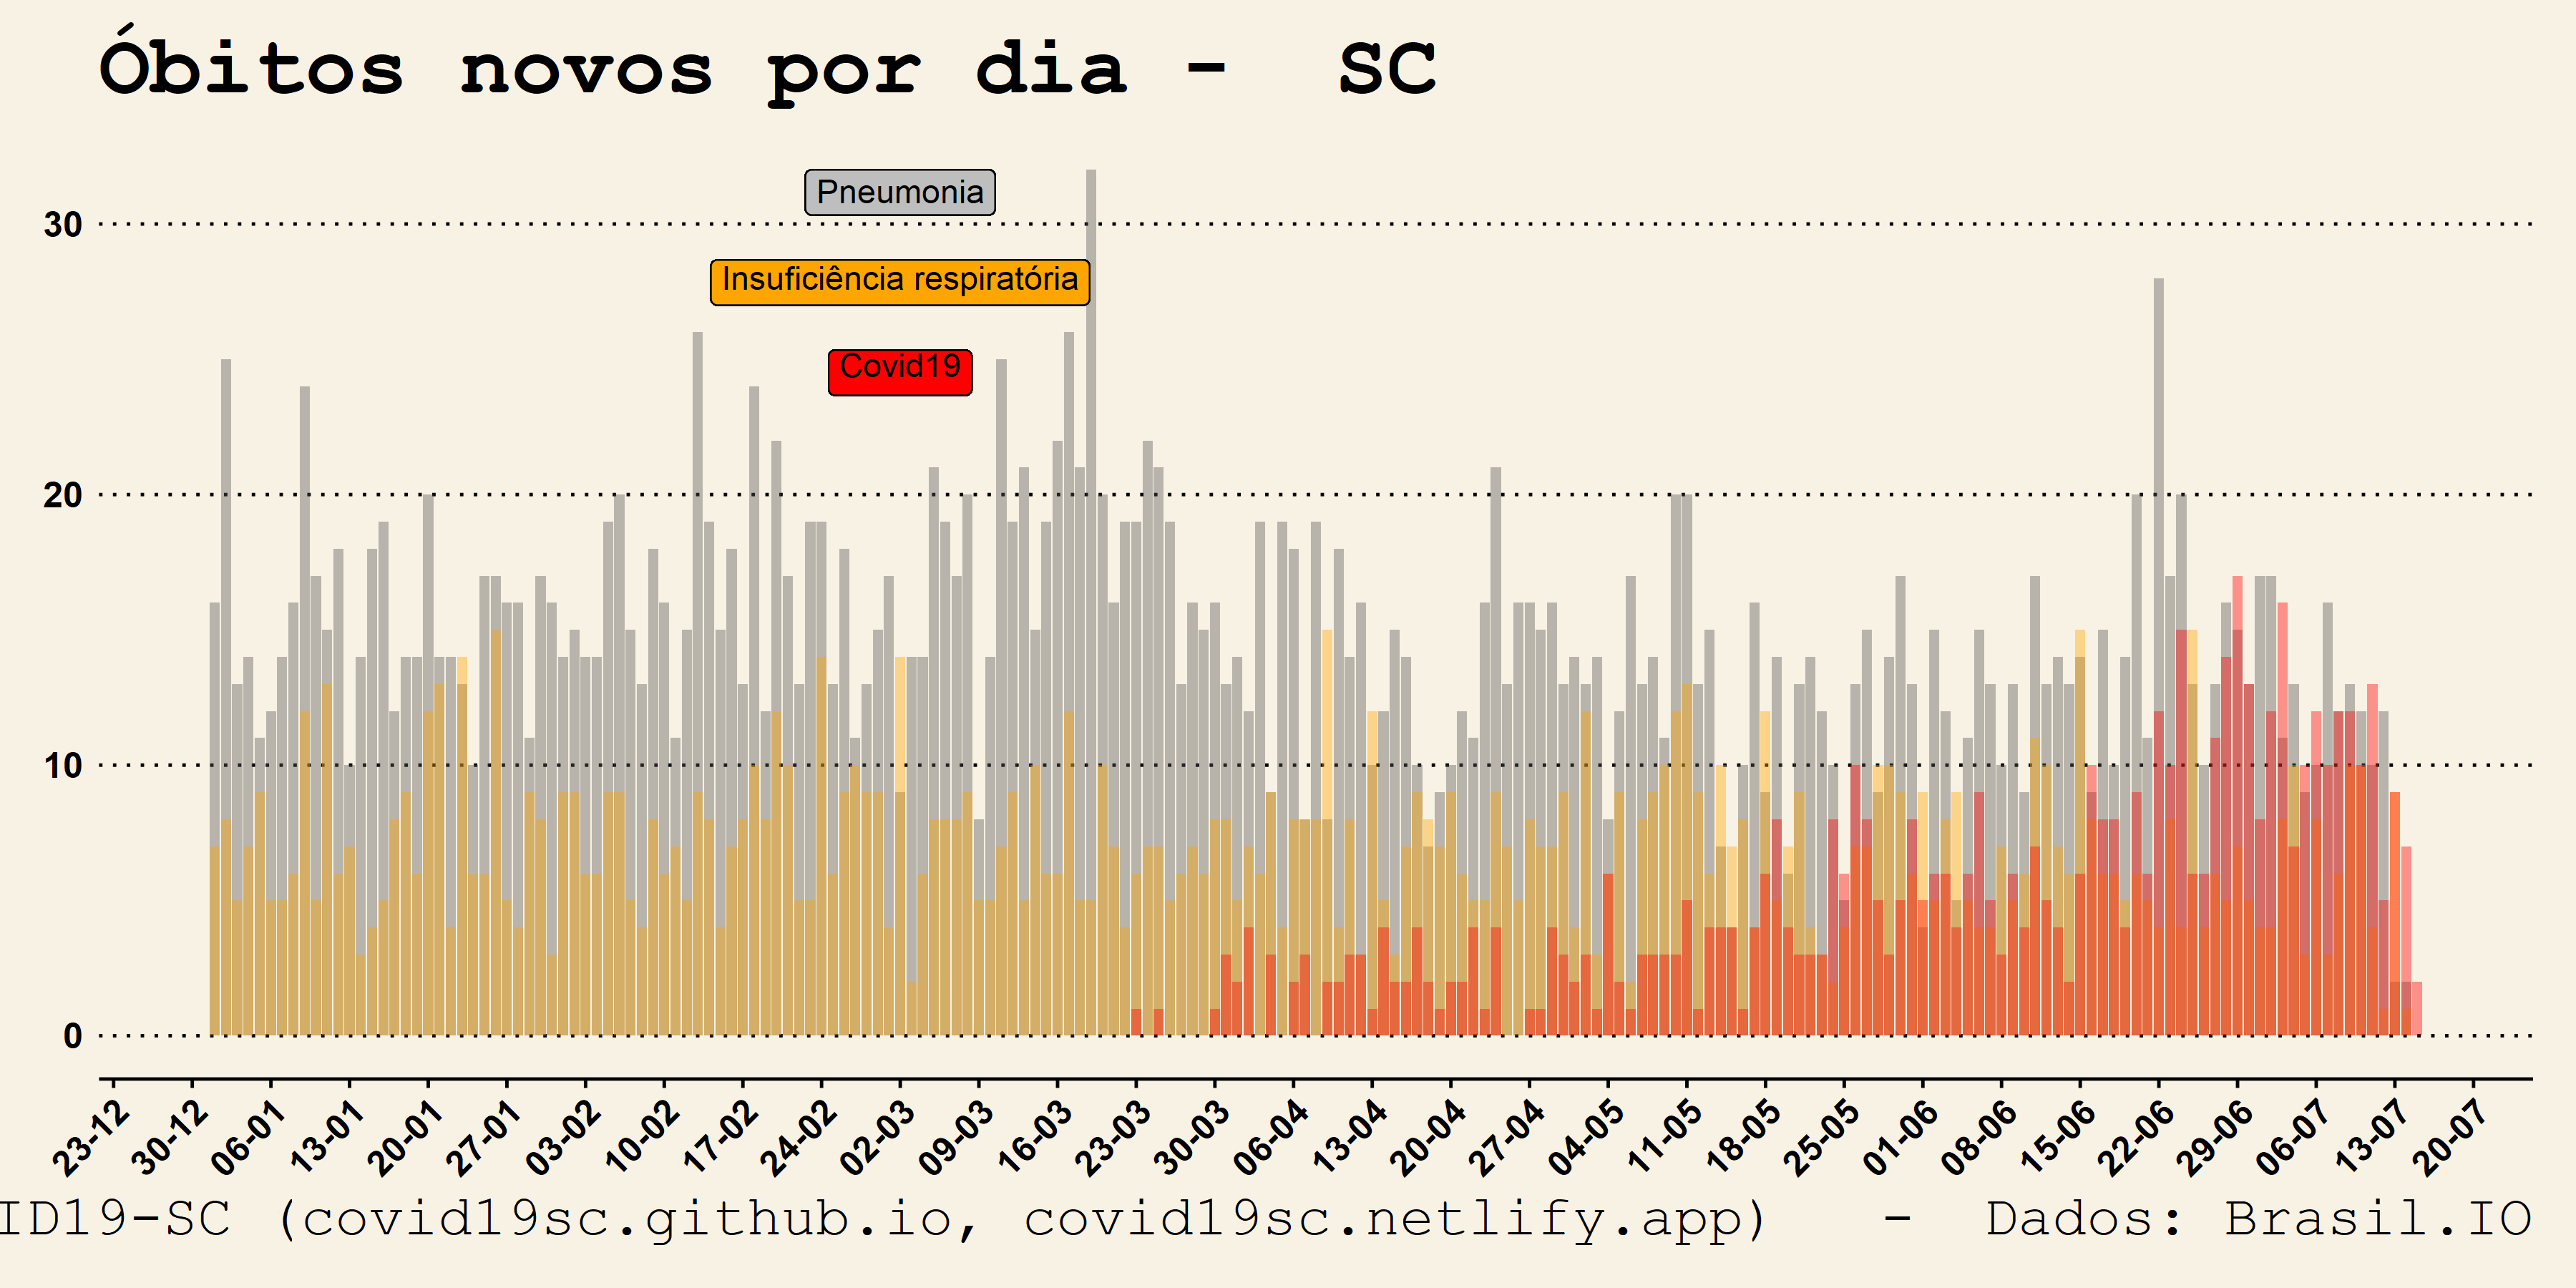 Óbitos novos por dia - SC
Pneumonia
30
Insuficiência respiratória
Covid19
20
10
0
23-12 30-12 06-01 13-01 20-01 27-01 03-02 10-02 17-02 24-02 02-03 09-03 16-03 23-03 30-03 06-04 13-04 20-04 27-04 04-05 11-05 18-05 25-05 01-06 08-06 15-06 22-06 29-06 06-07 13-07 20-07
ID19-SC (covid19sc.github.io, covid19sc.netlify.app) - Dados: Brasil.IO